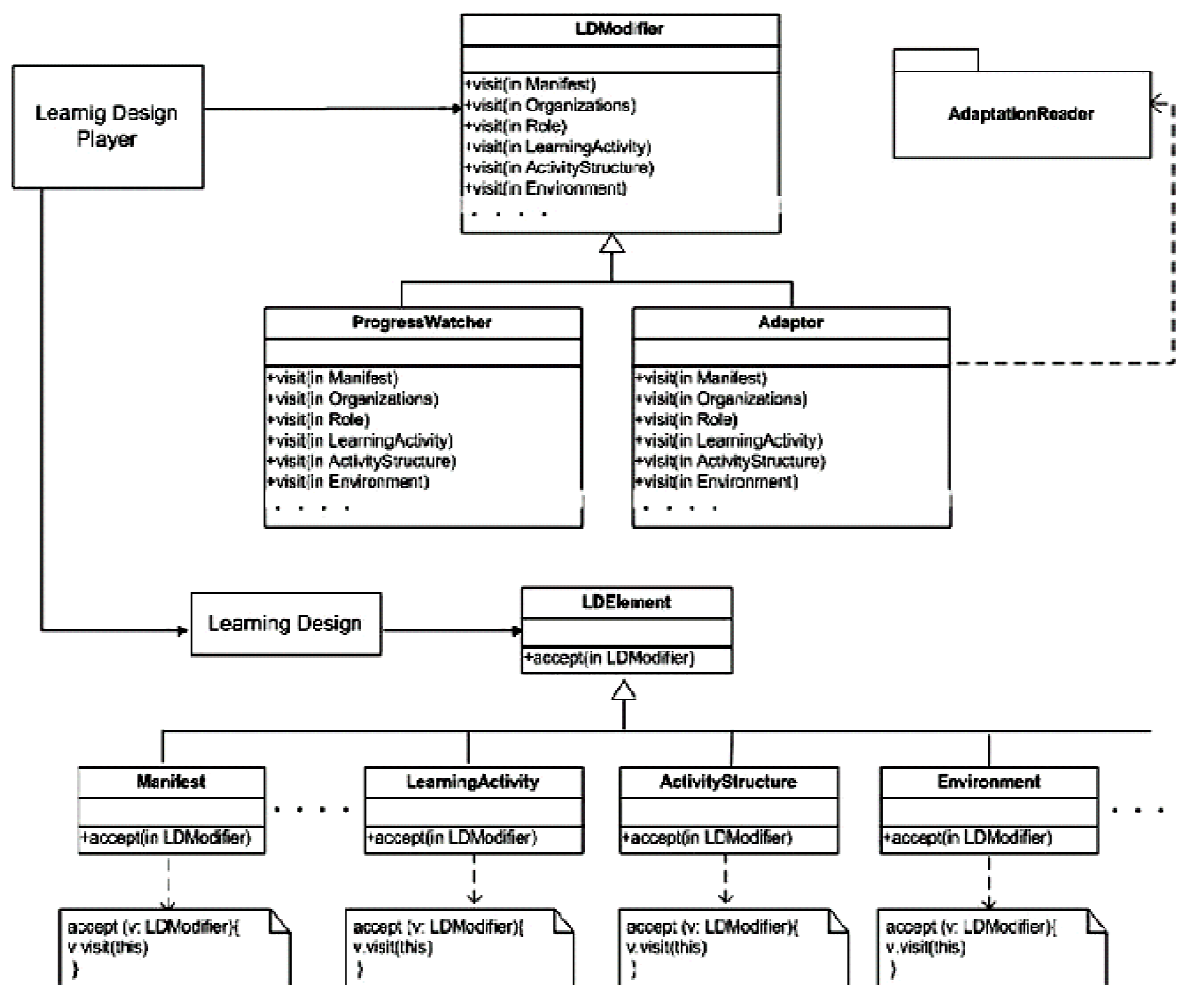 LDModifier
+visit(in Manifest)
+visit(in Organizations)
+visit(in Role)
+visit(in LearningActivity)
+visit(in ActivityStructure)
+visit(in Environment)
. . . .
Learnig Design
Player
AdaptationReader
ProgressWatcher
+visit(in Manifest)
+visit(in Organizations)
+visit(in Role)
+visit(in LearningActivity)
+visit(in ActivityStructure)
+visit(in Environment)
. . . .
Adaptor
+visit(in Manifest)
+visit(in Organizations)
+visit(in Role)
+visit(in LearningActivity)
+visit(in ActivityStructure)
+visit(in Environment)
. . . .
Learning Design
LDElement
+accept(in LDModifier)
Manifest
+accept(in LDModifier)
. . . .
LearningActivity
+accept(in LDModifier)
ActivityStructure
+accept(in LDModifier)
Environment
+accept(in LDModifier)
. . .
accept (v: LDModifier){
v.visit(this)
}
accept (v: LDModifier){
v.visit(this)
}
accept (v: LDModifier){
v.visit(this)
}
accept (v: LDModifier){
v.visit(this)
}